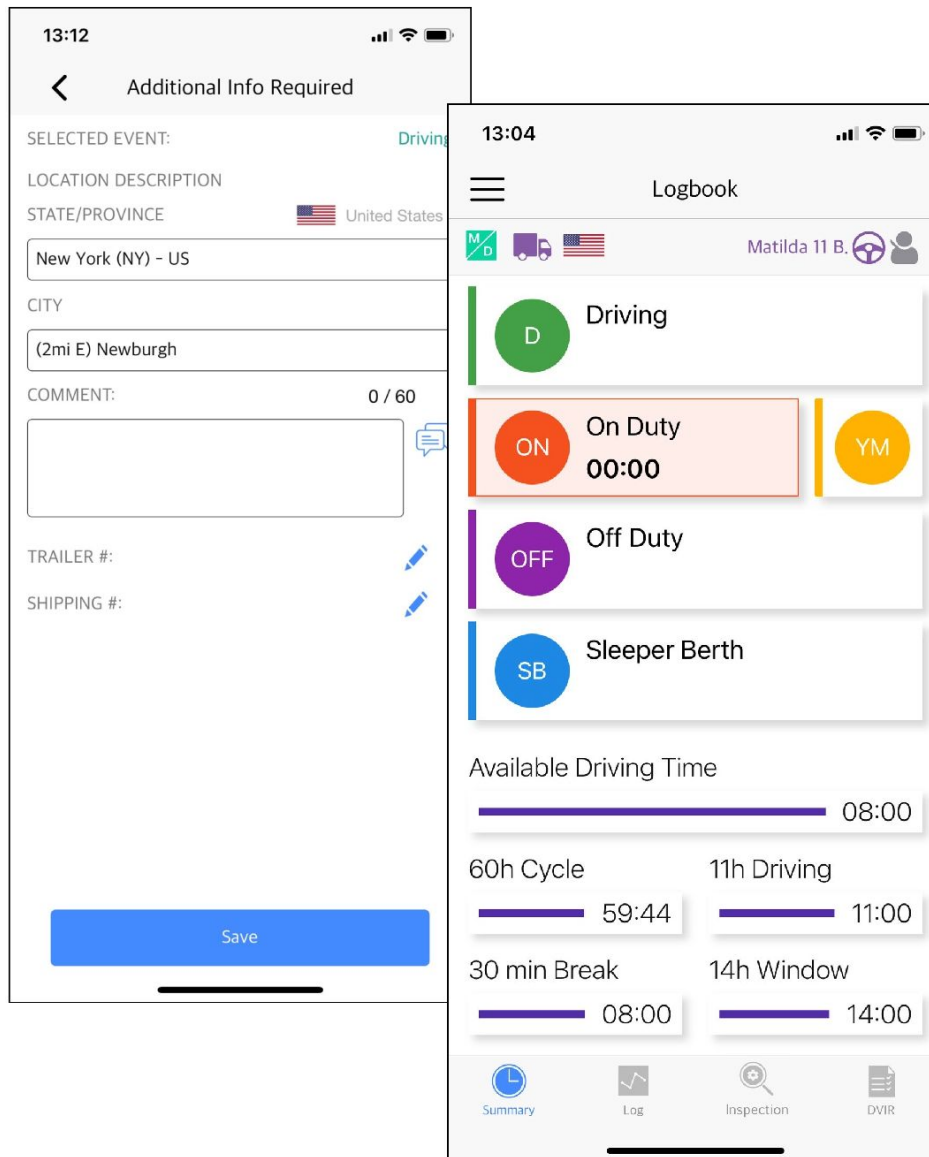 13:12
Additional Info Required
SELECTED EVENT: Driving
LOCATION DESCRIPTION
STATE/PROVINCE United States
New York (NY) – US
CITY
(2mi E) Newburgh
COMMENT: 0 / 60
TRAILER #:
SHIPPING #:
Save
13:04
Logbook
M/D Matilda 11 B.
D Driving
ON On Duty
00:00
YM
OFF Off Duty
SB Sleeper Berth
Available Driving Time
08:00
60h Cycle 11h Driving
59:44 11:00
30 min Break 14h Window
08:00 14:00
Summary Log Inspection DVIR